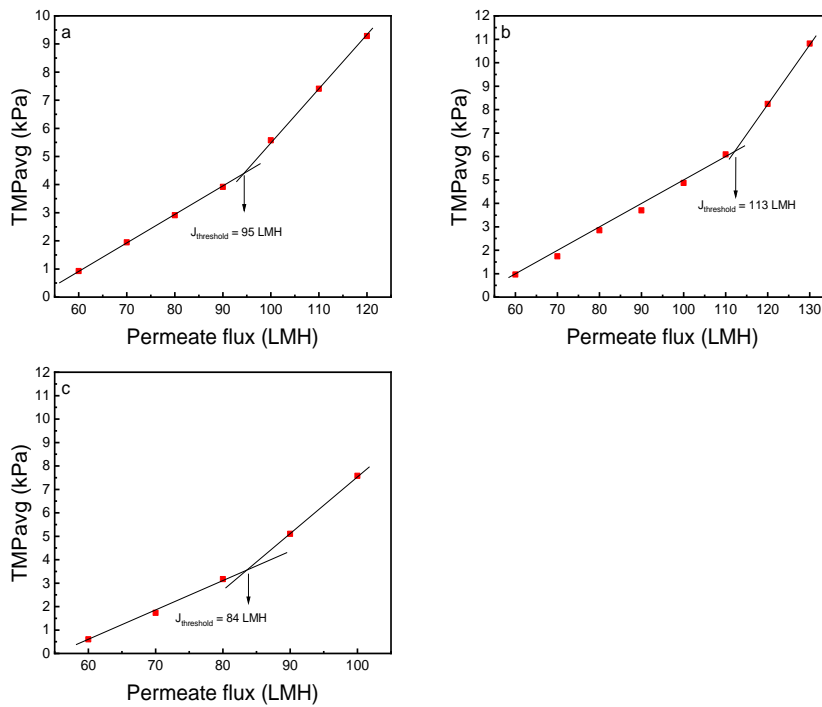 a
10
9
8
7
6
5
4
3
2
1
0
TMPavg (kPa)
J_threshold = 95 LMH
60 70 80 90 100 110 120
Permeate flux (LMH)
b
12
11
10
9
8
7
6
5
4
3
2
1
0
TMPavg (kPa)
J_threshold = 113 LMH
60 70 80 90 100 110 120 130
Permeate flux (LMH)
c
12
11
10
9
8
7
6
5
4
3
2
1
0
TMPavg (kPa)
J_threshold = 84 LMH
60 70 80 90 100
Permeate flux (LMH)